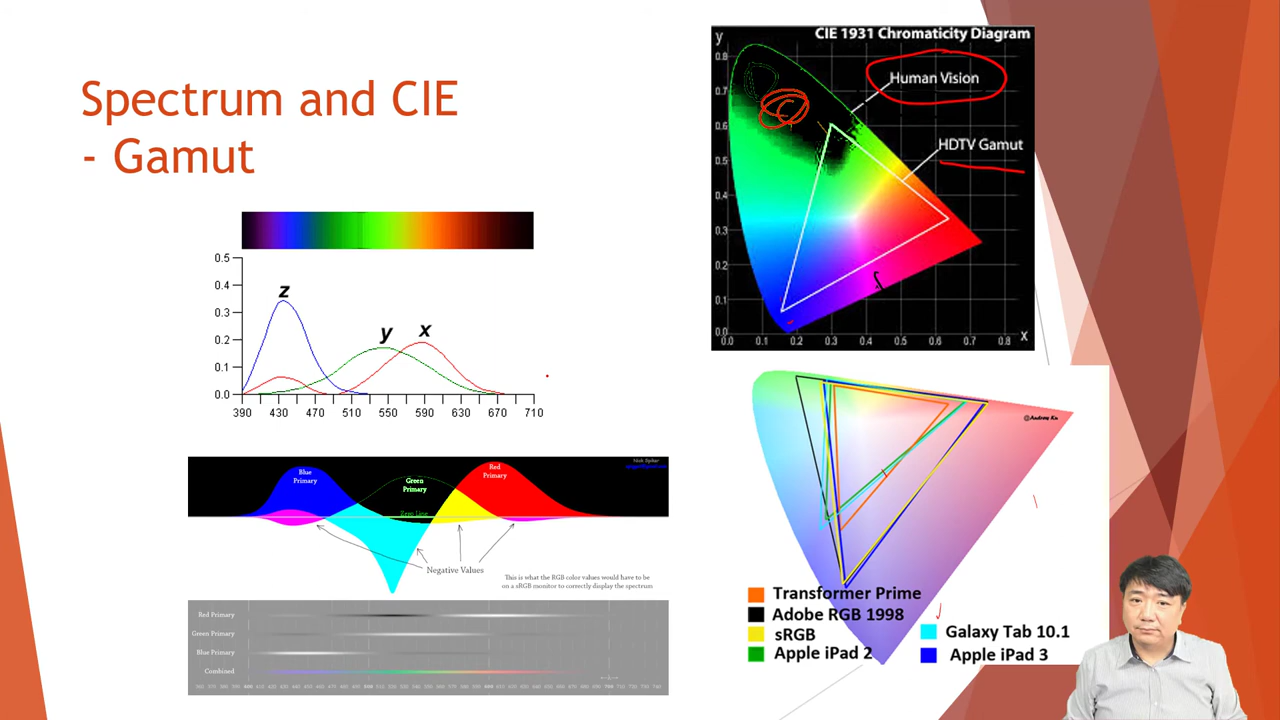 Spectrum and CIE
- Gamut
0.5
0.4
0.3
0.2
0.1
0.0
z
y
x
390 430 470 510 550 590 630 670 710
Blue
Primary
Green
Primary
Red
Primary
Zero Line
Negative Values
This is what the RGB color values would have to be
on a sRGB monitor to correctly display the spectrum
Red Primary
Green Primary
Blue Primary
Combined
CIE 1931 Chromaticity Diagram
y
0.8
0.7
0.6
0.5
0.4
0.3
0.2
0.1
0.0
0.0 0.1 0.2 0.3 0.4 0.5 0.6 0.7 0.8
x
Human Vision
HDTV Gamut
Transformer Prime
Adobe RGB 1998
sRGB
Apple iPad 2
Galaxy Tab 10.1
Apple iPad 3